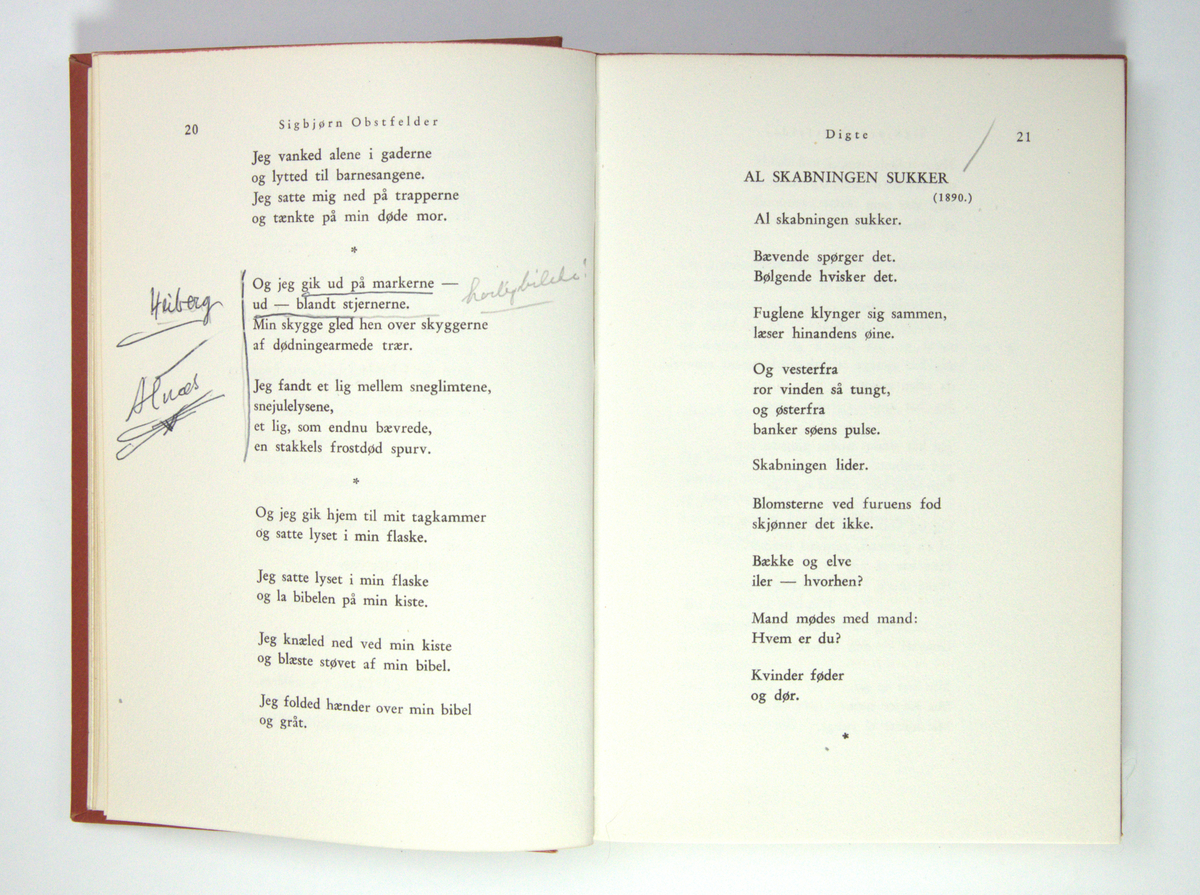 20
Sigbjørn Obstfelder
Jeg vanked alene i gaderne
og lytted til barnesangene.
Jeg satte mig ned på trapperne
og tænkte på min døde mor.
*
Og jeg gik ud på markerne —
ud — blandt stjernerne.
Min skygge gled hen over skyggerne
af dødningearmede trær.
Jeg fandt et lig mellem sneglimtene,
snejulelysene,
et lig, som endnu bævrede,
en stakkels frostdød spurv.
*
Og jeg gik hjem til mit tagkammer
og satte lyset i min flaske.
Jeg satte lyset i min flaske
og la bibelen på min kiste.
Jeg knæled ned ved min kiste
og blæste støvet af min bibel.
Jeg folded hænder over min bibel
og gråt.
Heiberg
Alnæs
Digte
21
AL SKABNINGEN SUKKER
(1890.)
Al skabningen sukker.
Bævende spørger det.
Bølgende hvisker det.
Fuglene klynger sig sammen,
læser hinandens øine.
Og vesterfra
ror vinden så tungt,
og østerfra
banker søens pulse.
Skabningen lider.
Blomsterne ved furuens fod
skjønner det ikke.
Bække og elve
iler — hvorhen?
Mand mødes med mand:
Hvem er du?
Kvinder føder
og dør.
*